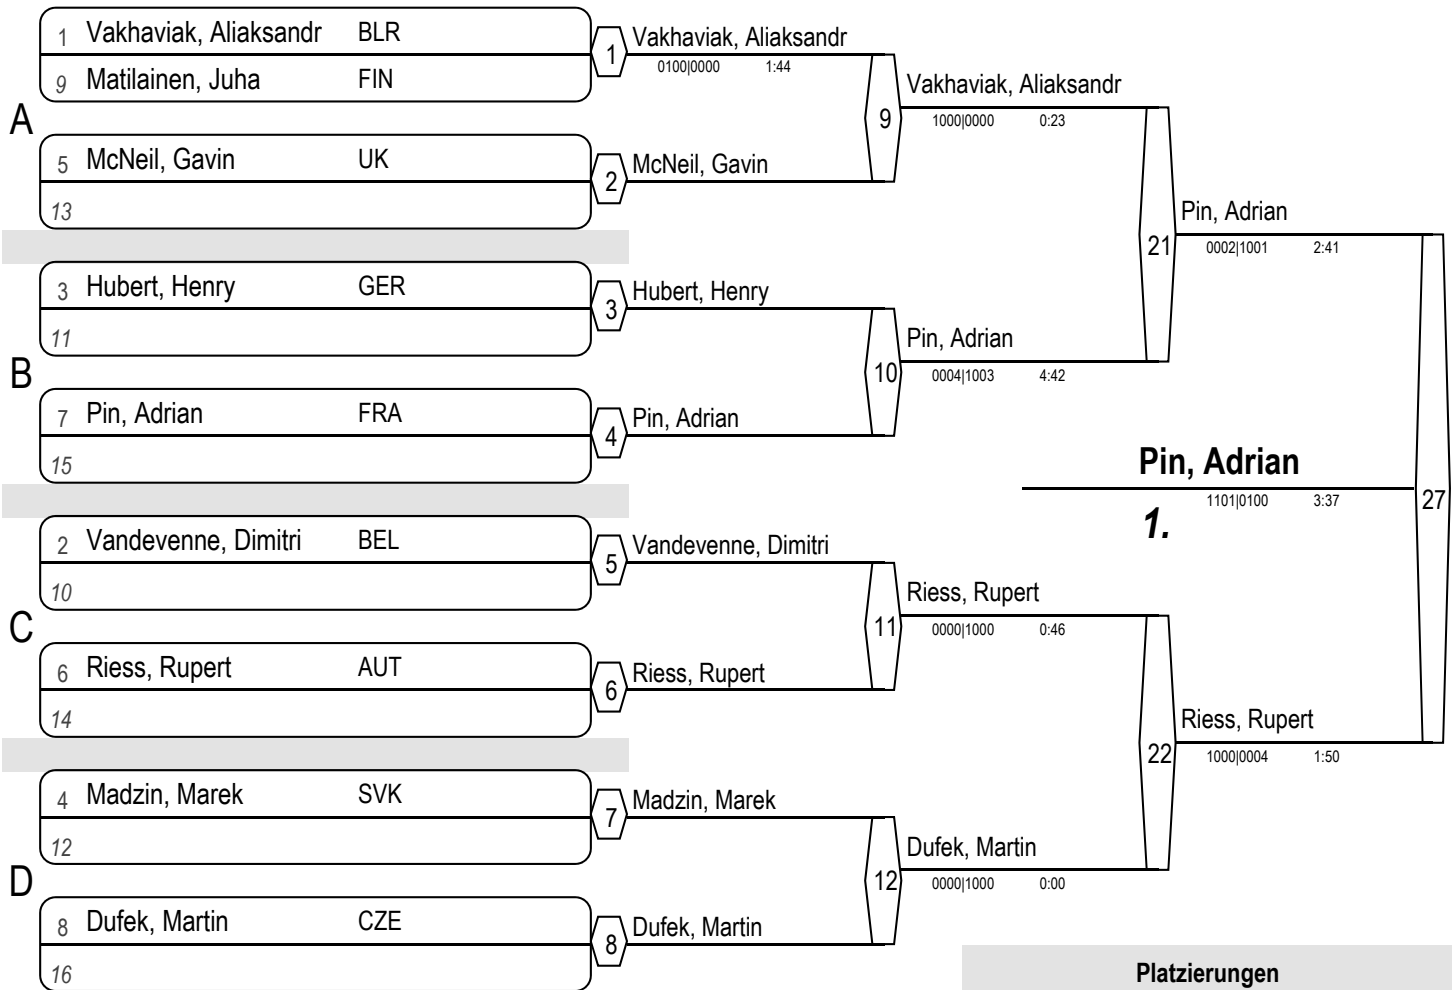 1 Vakhaviak, Aliaksandr BLR
9 Matilainen, Juha FIN
A
5 McNeil, Gavin UK
13
3 Hubert, Henry GER
11
B
7 Pin, Adrian FRA
15
2 Vandevenne, Dimitri BEL
10
C
6 Riess, Rupert AUT
14
4 Madzin, Marek SVK
12
D
8 Dufek, Martin CZE
16
1 Vakhaviak, Aliaksandr
0100|0000 1:44
2 McNeil, Gavin
3 Hubert, Henry
4 Pin, Adrian
5 Vandevenne, Dimitri
6 Riess, Rupert
7 Madzin, Marek
8 Dufek, Martin
9 Vakhaviak, Aliaksandr
1000|0000 0:23
10 Pin, Adrian
0004|1003 4:42
11 Riess, Rupert
0000|1000 0:46
12 Dufek, Martin
0000|1000 0:00
21 Pin, Adrian
0002|1001 2:41
22 Riess, Rupert
1000|0004 1:50
Pin, Adrian
1101|0100 3:37
27
1.
Platzierungen